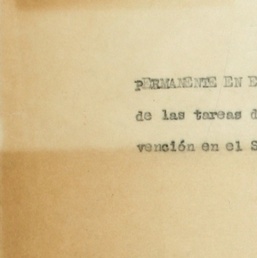 PERMANENTE EN E
de las tareas d
vención en el S